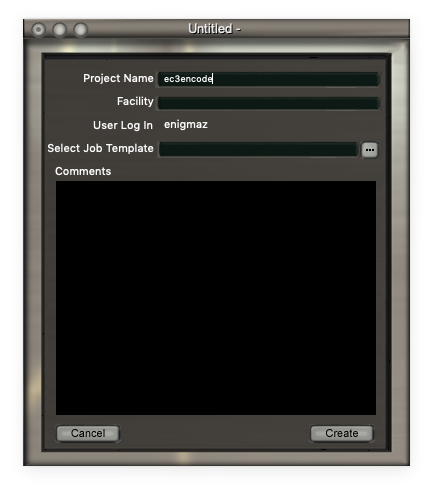 Untitled -
Project Name ec3encode
Facility
User Log In enigmaz
Select Job Template ...
Comments
Cancel Create